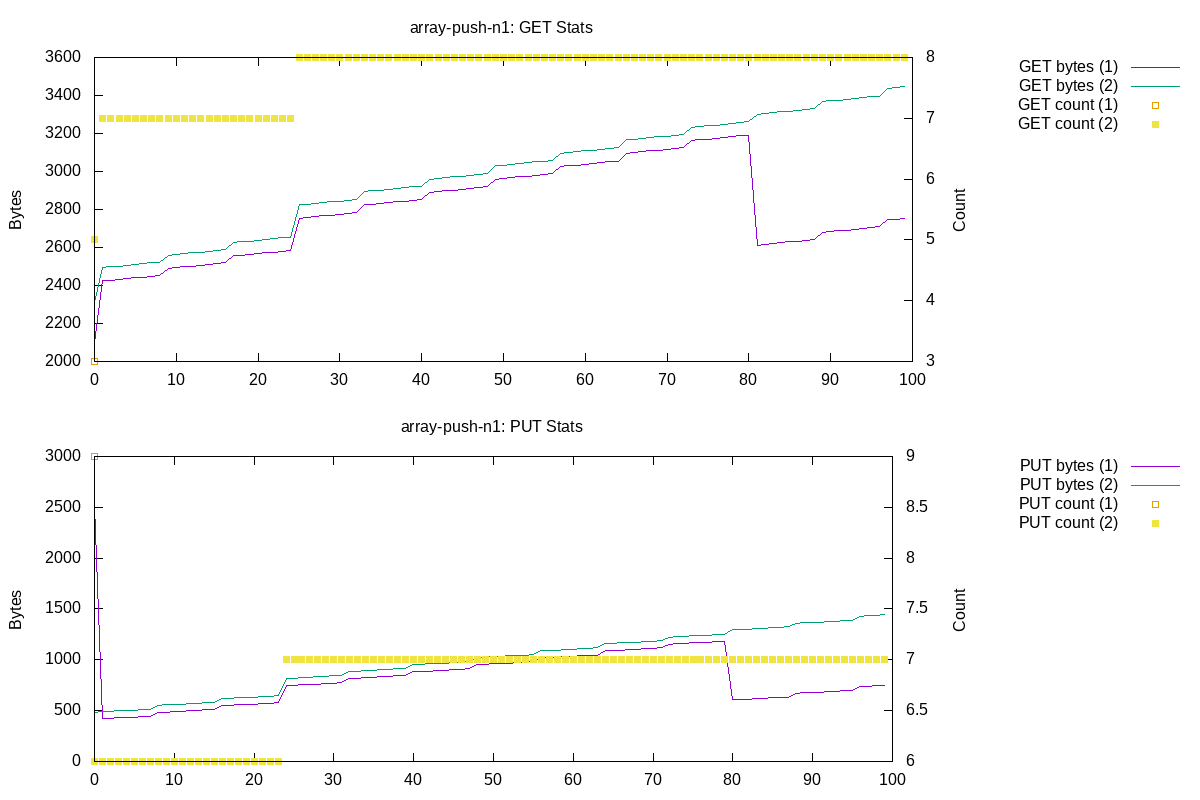 array-push-n1: GET Stats
3600
3400
3200
3000
2800
2600
2400
2200
2000
Bytes
0 10 20 30 40 50 60 70 80 90 100
8
7
6
5
4
3
Count
GET bytes (1)
GET bytes (2)
GET count (1)
GET count (2)
array-push-n1: PUT Stats
3000
2500
2000
1500
1000
500
0
Bytes
0 10 20 30 40 50 60 70 80 90 100
9
8.5
8
7.5
7
6.5
6
Count
PUT bytes (1)
PUT bytes (2)
PUT count (1)
PUT count (2)